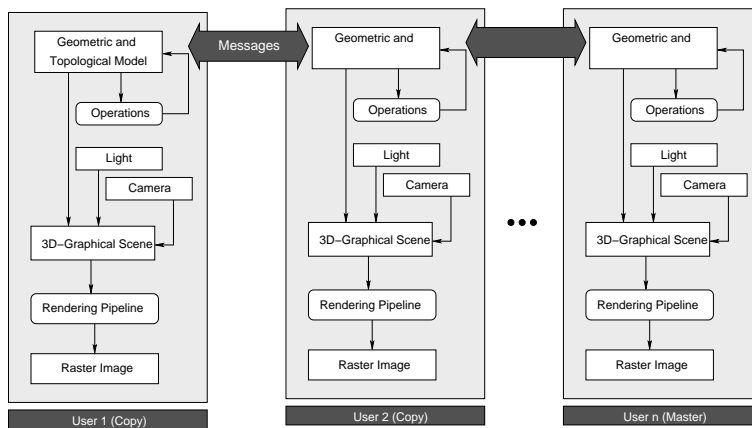 Geometric and
Topological Model
Operations
Light
Camera
3D–Graphical Scene
Rendering Pipeline
Raster Image
User 1 (Copy)
Messages
Geometric and
Operations
Light
Camera
3D–Graphical Scene
Rendering Pipeline
Raster Image
User 2 (Copy)
Geometric and
Operations
Light
Camera
3D–Graphical Scene
Rendering Pipeline
Raster Image
User n (Master)